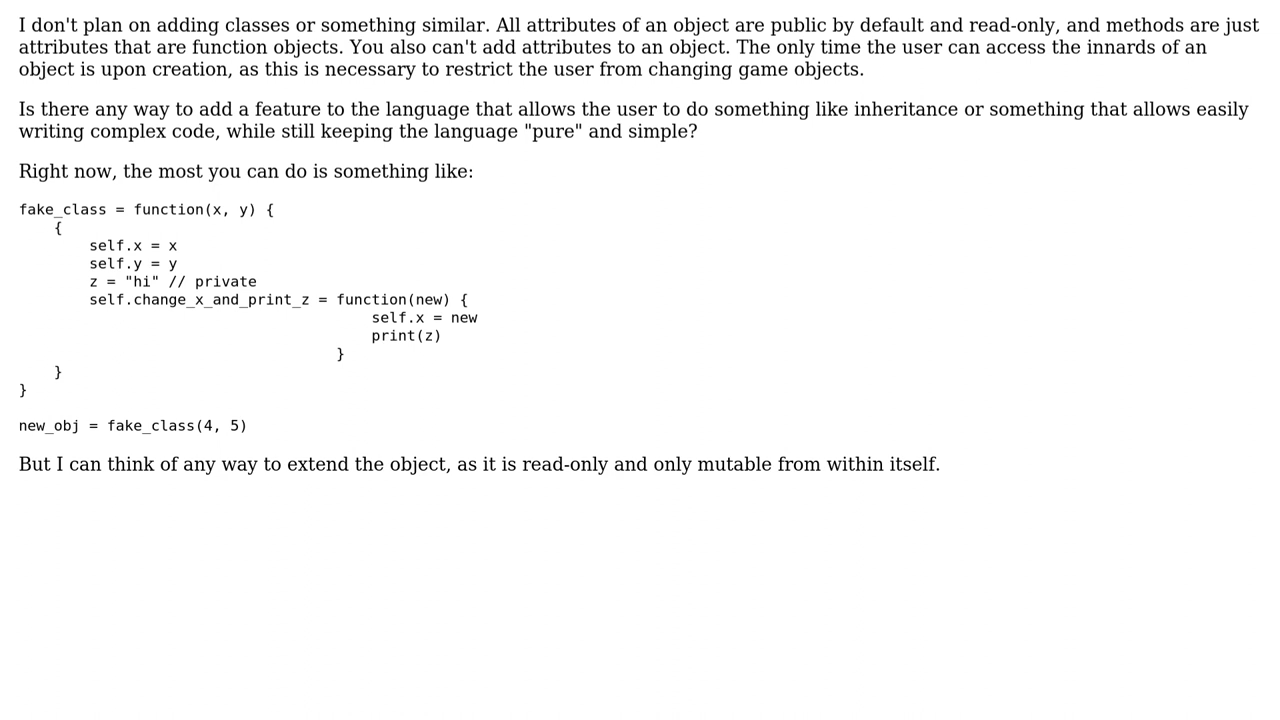 I don't plan on adding classes or something similar. All attributes of an object are public by default and read-only, and methods are just
attributes that are function objects. You also can't add attributes to an object. The only time the user can access the innards of an
object is upon creation, as this is necessary to restrict the user from changing game objects.
Is there any way to add a feature to the language that allows the user to do something like inheritance or something that allows easily
writing complex code, while still keeping the language "pure" and simple?
Right now, the most you can do is something like:
fake_class = function(x, y) {
    {
        self.x = x
        self.y = y
        z = "hi" // private
        self.change_x_and_print_z = function(new) {
                                        self.x = new
                                        print(z)
                                    }
    }
}
new_obj = fake_class(4, 5)
But I can think of any way to extend the object, as it is read-only and only mutable from within itself.